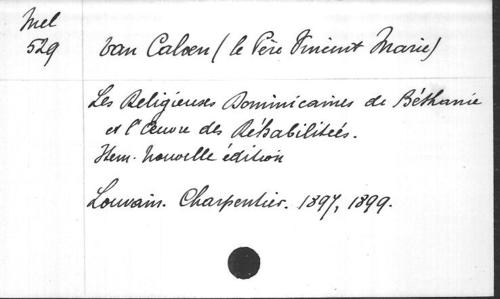 Mel
529
van Caloen (le Père Vincent Marie)
Les Religieuses Dominicaines de Béthanie
et l'Œuvre des Réhabilitées.
Item. Nouvelle édition
Louvain. Charpentier. 1897, 1899.